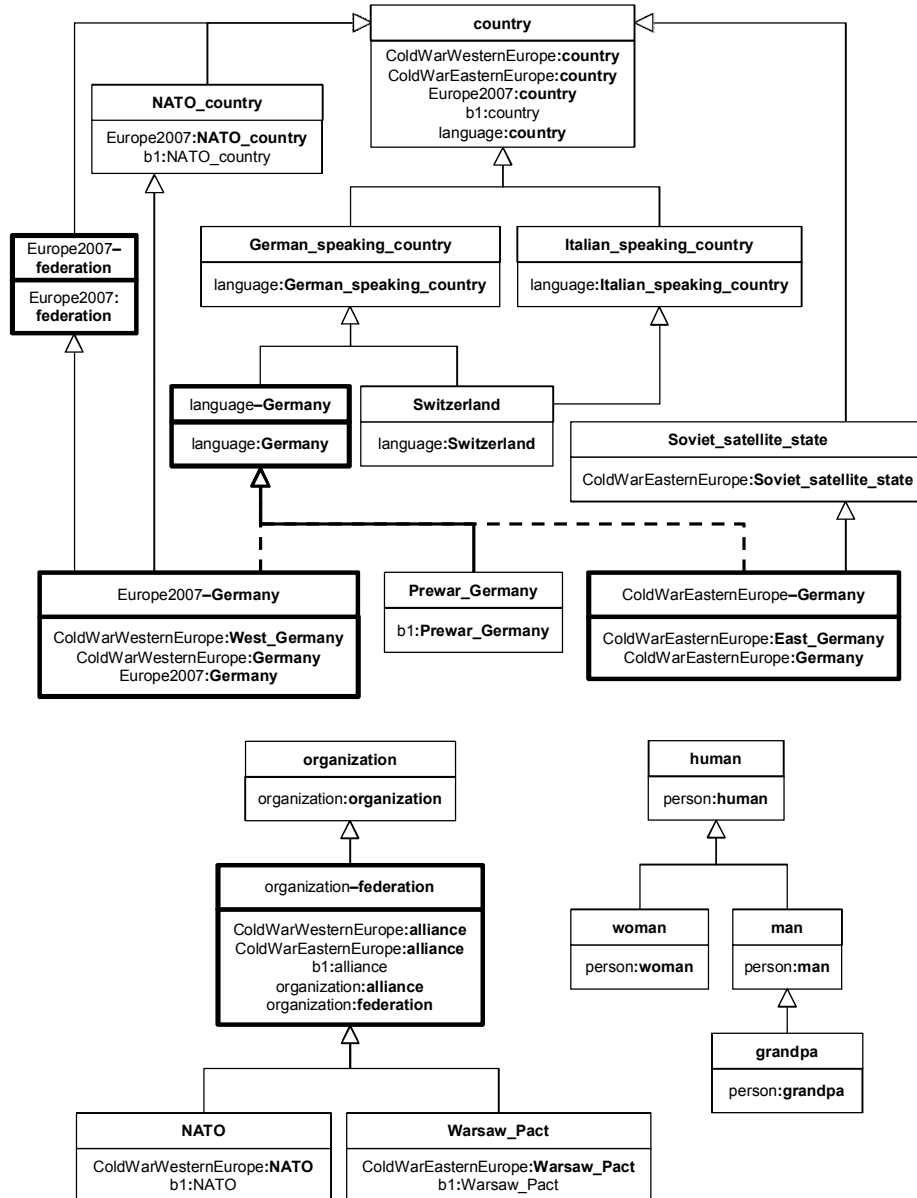 country
ColdWarWesternEurope:country
ColdWarEasternEurope:country
Europe2007:country
b1:country
language:country
NATO_country
Europe2007:NATO_country
b1:NATO_country
Europe2007–
federation
Europe2007:
federation
German_speaking_country
language:German_speaking_country
Italian_speaking_country
language:Italian_speaking_country
language–Germany
language:Germany
Switzerland
language:Switzerland
Soviet_satellite_state
ColdWarEasternEurope:Soviet_satellite_state
Europe2007–Germany
ColdWarWesternEurope:West_Germany
ColdWarWesternEurope:Germany
Europe2007:Germany
Prewar_Germany
b1:Prewar_Germany
ColdWarEasternEurope–Germany
ColdWarEasternEurope:East_Germany
ColdWarEasternEurope:Germany
organization
organization:organization
organization–federation
ColdWarWesternEurope:alliance
ColdWarEasternEurope:alliance
b1:alliance
organization:alliance
organization:federation
NATO
ColdWarWesternEurope:NATO
b1:NATO
Warsaw_Pact
ColdWarEasternEurope:Warsaw_Pact
b1:Warsaw_Pact
human
person:human
woman
person:woman
man
person:man
grandpa
person:grandpa